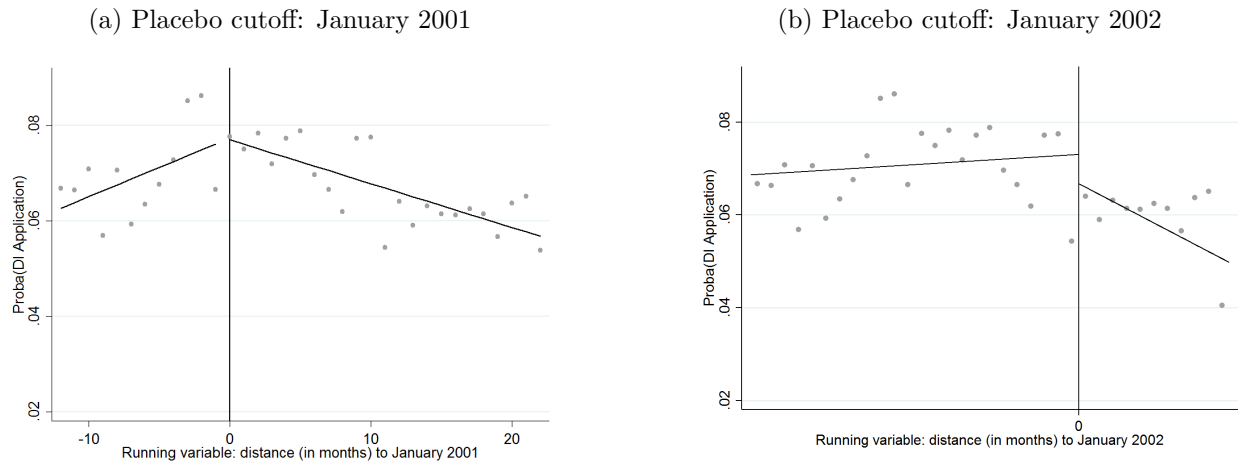 (a) Placebo cutoff: January 2001
Proba(DI Application)
.08
.06
.04
.02
-10 0 10 20
Running variable: distance (in months) to January 2001
(b) Placebo cutoff: January 2002
Proba(DI Application)
.08
.06
.04
.02
0
Running variable: distance (in months) to January 2002